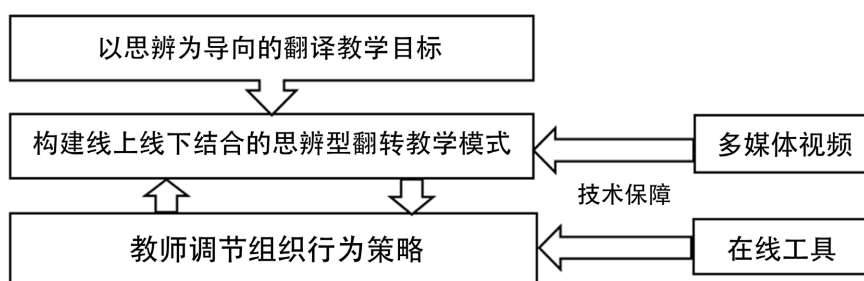 以思辨为导向的翻译教学目标
构建线上线下结合的思辨型翻转教学模式
多媒体视频
技术保障
教师调节组织行为策略
在线工具